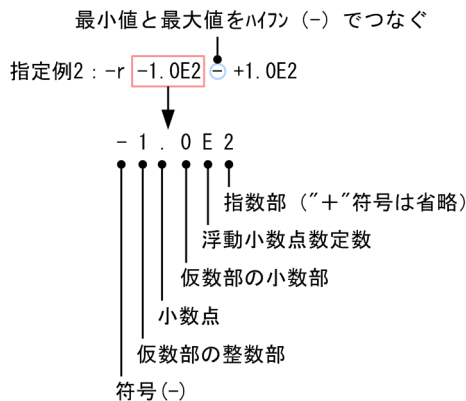 最小値と最大値をﾊｲﾌﾝ（-）でつなぐ
指定例2：-r -1.0E2 - +1.0E2
-1.0E2
指数部（"＋"符号は省略）
浮動小数点数定数
仮数部の小数部
小数点
仮数部の整数部
符号(-)